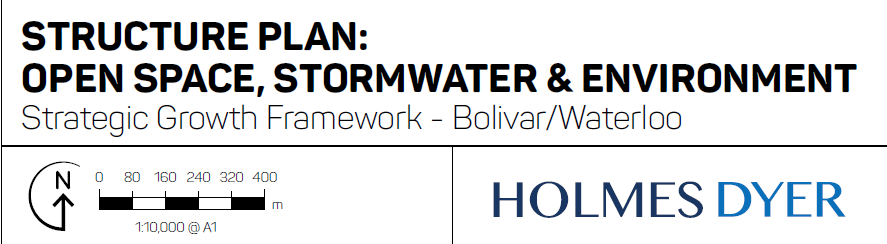 STRUCTURE PLAN:
OPEN SPACE, STORMWATER & ENVIRONMENT
Strategic Growth Framework - Bolivar/Waterloo
N
0 80 160 240 320 400
m
1:10,000 @ A1
HOLMES DYER